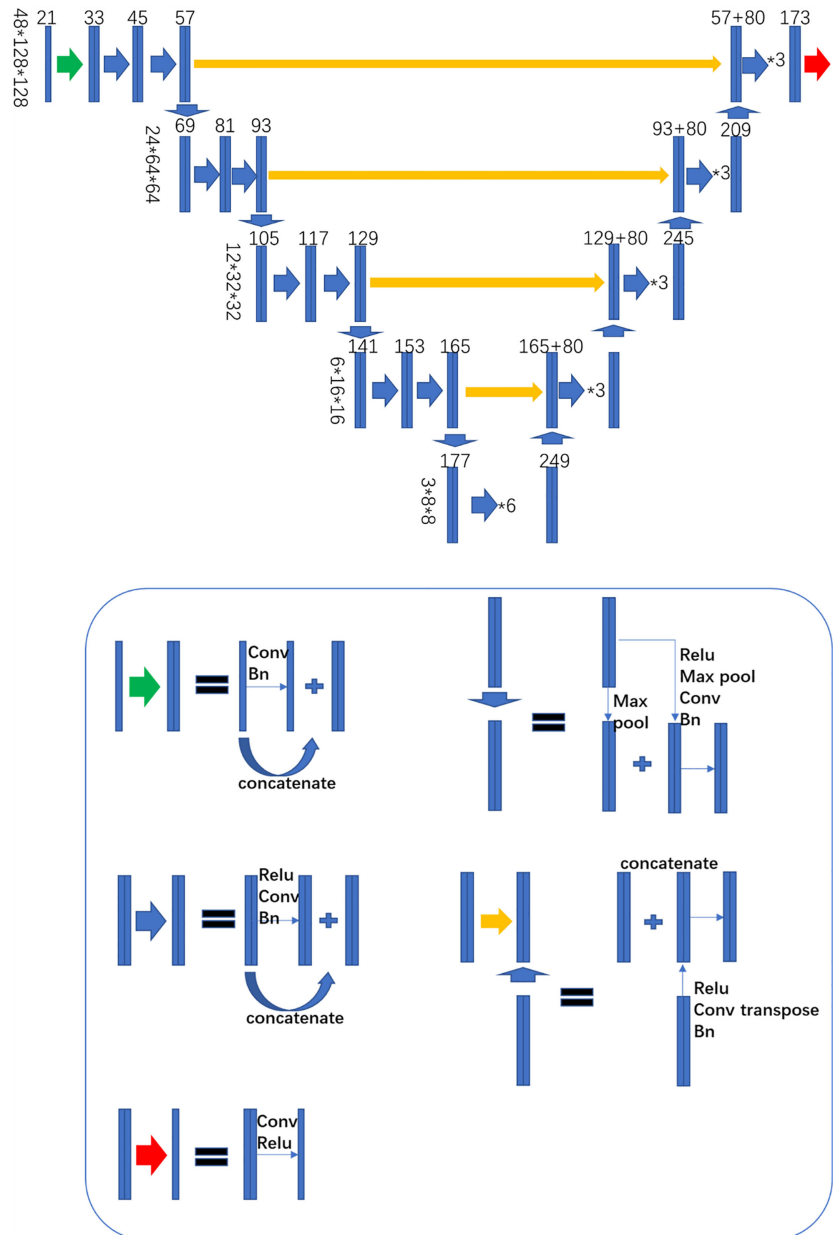 21 33 45 57 57+80 173
48*128*128
*3
69 81 93 93+80 209
24*64*64
*3
105 117 129 129+80 245
12*32*32
*3
141 153 165 165+80
6*16*16
*3
177 249
3*8*8
*6
Conv
Bn
concatenate
Max
pool
Relu
Max pool
Conv
Bn
Relu
Conv
Bn
concatenate
concatenate
Relu
Conv transpose
Bn
Conv
Relu